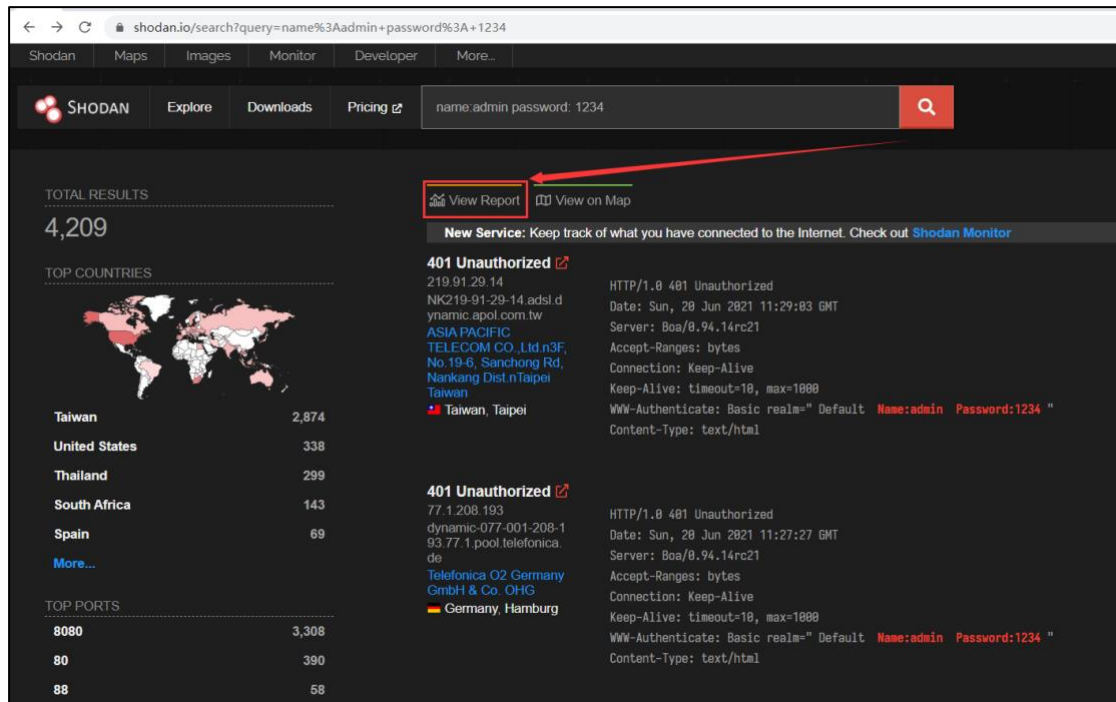 shodan.io/search?query=name%3Aadmin+password%3A+1234
Shodan Maps Images Monitor Developer More...
SHODAN Explore Downloads Pricing name:admin password: 1234
TOTAL RESULTS
4,209
TOP COUNTRIES
Taiwan 2,874
United States 338
Thailand 299
South Africa 143
Spain 69
More...
TOP PORTS
8080 3,308
80 390
88 58
View Report View on Map
New Service: Keep track of what you have connected to the Internet. Check out Shodan Monitor
401 Unauthorized
219.91.29.14
NK219-91-29-14.adsl.d
ynamic.apol.com.tw
ASIA PACIFIC
TELECOM CO.,Ltd.n3F,
No.19-6, Sanchong Rd,
Nankang Dist.nTaipei
Taiwan
Taiwan, Taipei
HTTP/1.0 401 Unauthorized
Date: Sun, 20 Jun 2021 11:29:03 GMT
Server: Boa/0.94.14rc21
Accept-Ranges: bytes
Connection: Keep-Alive
Keep-Alive: timeout=10, max=1000
WWW-Authenticate: Basic realm=" Default Name:admin Password:1234 "
Content-Type: text/html
401 Unauthorized
77.1.208.193
dynamic-077-001-208-1
93.77.1.pool.telefonica.
de
Telefonica O2 Germany
GmbH & Co. OHG
Germany, Hamburg
HTTP/1.0 401 Unauthorized
Date: Sun, 20 Jun 2021 11:27:27 GMT
Server: Boa/0.94.14rc21
Accept-Ranges: bytes
Connection: Keep-Alive
Keep-Alive: timeout=10, max=1000
WWW-Authenticate: Basic realm=" Default Name:admin Password:1234 "
Content-Type: text/html